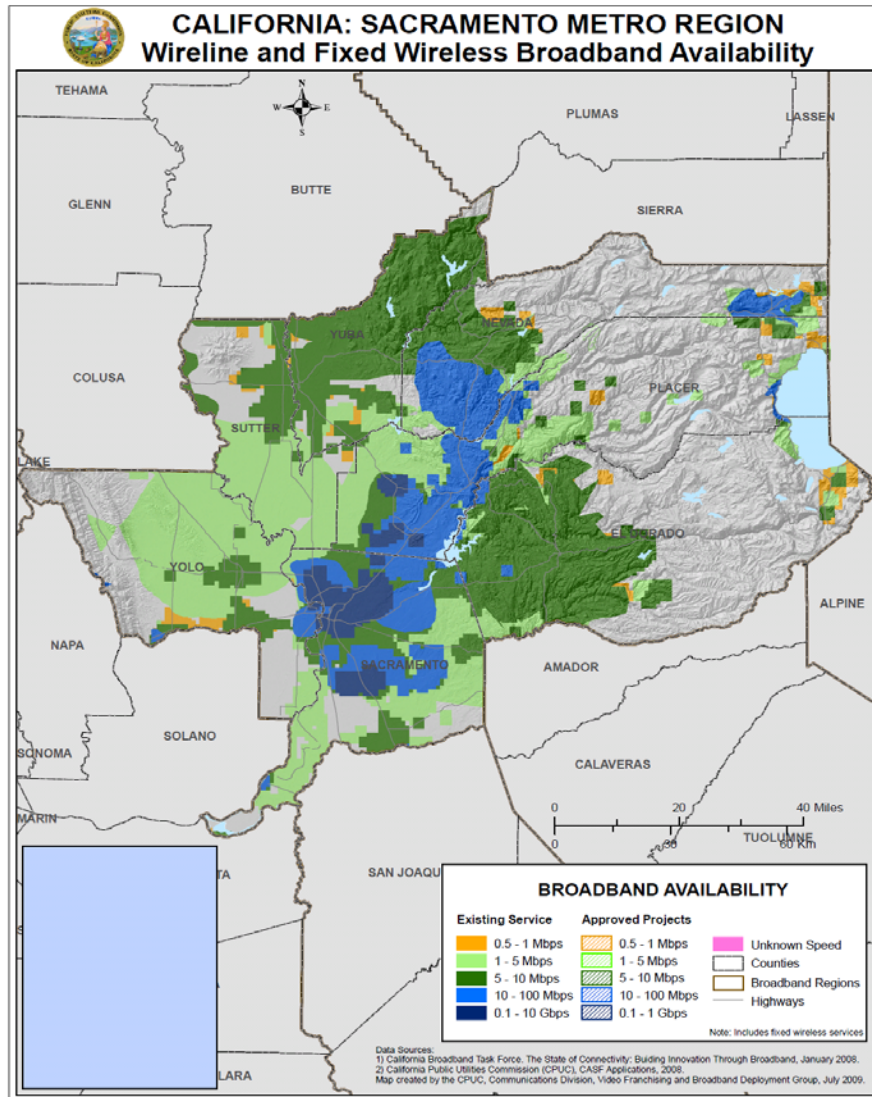 CALIFORNIA: SACRAMENTO METRO REGION
Wireline and Fixed Wireless Broadband Availability
TEHAMA
N
W E
S
PLUMAS
LASSEN
BUTTE
GLENN
SIERRA
YUBA
NEVADA
COLUSA
PLACER
SUTTER
LAKE
EL DORADO
YOLO
ALPINE
NAPA
SACRAMENTO
AMADOR
SOLANO
SONOMA
CALAVERAS
MARIN
0 20 40 Miles
TUOLUMNE
0 30 60 Km
SAN JOAQU
TA
BROADBAND AVAILABILITY
Existing Service Approved Projects
0.5 - 1 Mbps 0.5 - 1 Mbps Unknown Speed
1 - 5 Mbps 1 - 5 Mbps Counties
5 - 10 Mbps 5 - 10 Mbps Broadband Regions
10 - 100 Mbps 10 - 100 Mbps Highways
0.1 - 10 Gbps 0.1 - 1 Gbps
Note: Includes fixed wireless services
Data Sources:
1) California Broadband Task Force. The State of Connectivity: Buiding Innovation Through Broadband, January 2008.
2) California Public Utilities Commission (CPUC), CASF Applications, 2008.
Map created by the CPUC, Communications Division, Video Franchising and Broadband Deployment Group, July 2009.
LARA